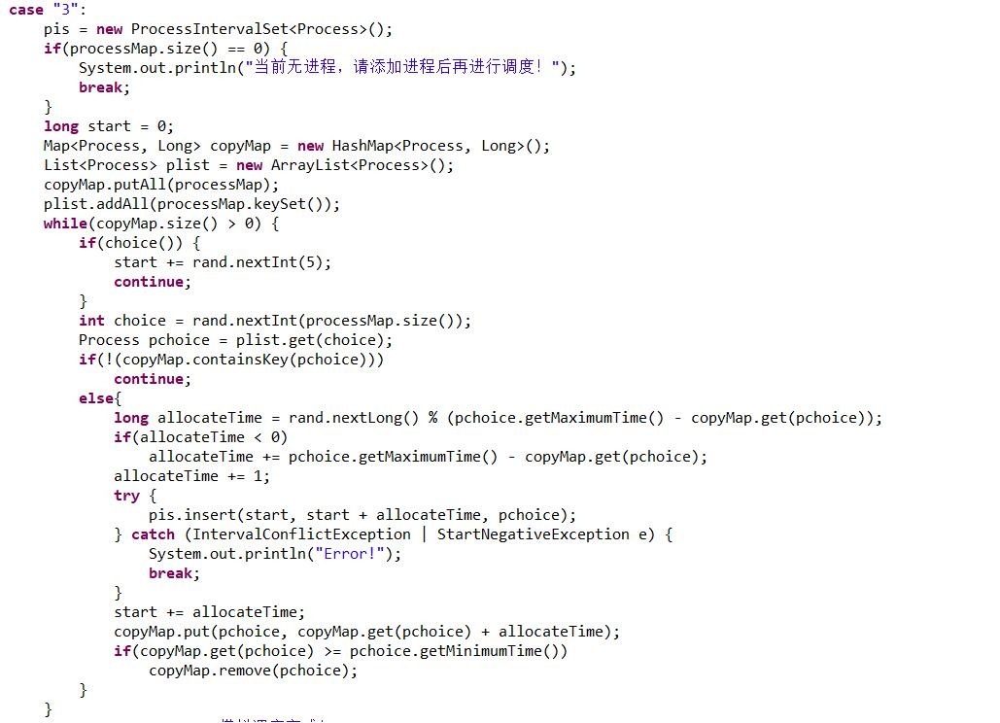 case "3":
pis = new ProcessIntervalSet<Process>();
if(processMap.size() == 0) {
System.out.println("当前无进程，请添加进程后再进行调度！");
break;
}
long start = 0;
Map<Process, Long> copyMap = new HashMap<Process, Long>();
List<Process> plist = new ArrayList<Process>();
copyMap.putAll(processMap);
plist.addAll(processMap.keySet());
while(copyMap.size() > 0) {
if(choice()) {
start += rand.nextInt(5);
continue;
}
int choice = rand.nextInt(processMap.size());
Process pchoice = plist.get(choice);
if(!(copyMap.containsKey(pchoice)))
continue;
else{
long allocateTime = rand.nextLong() % (pchoice.getMaximumTime() - copyMap.get(pchoice));
if(allocateTime < 0)
allocateTime += pchoice.getMaximumTime() - copyMap.get(pchoice);
allocateTime += 1;
try {
pis.insert(start, start + allocateTime, pchoice);
} catch (IntervalConflictException | StartNegativeException e) {
System.out.println("Error!");
break;
}
start += allocateTime;
copyMap.put(pchoice, copyMap.get(pchoice) + allocateTime);
if(copyMap.get(pchoice) >= pchoice.getMinimumTime())
copyMap.remove(pchoice);
}
}